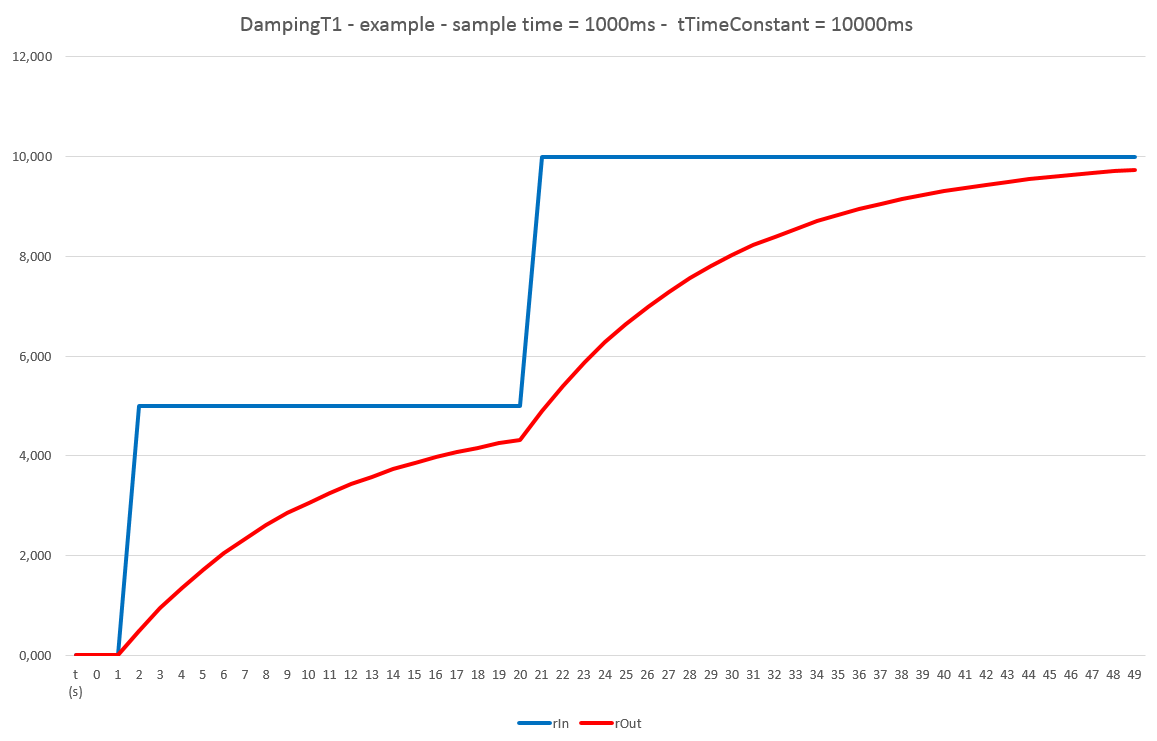 DampingT1 - example - sample time = 1000ms -  tTimeConstant = 10000ms
12,000
10,000
8,000
6,000
4,000
2,000
0,000
t 0 1 2 3 4 5 6 7 8 9 10 11 12 13 14 15 16 17 18 19 20 21 22 23 24 25 26 27 28 29 30 31 32 33 34 35 36 37 38 39 40 41 42 43 44 45 46 47 48 49
(s)
rIn rOut